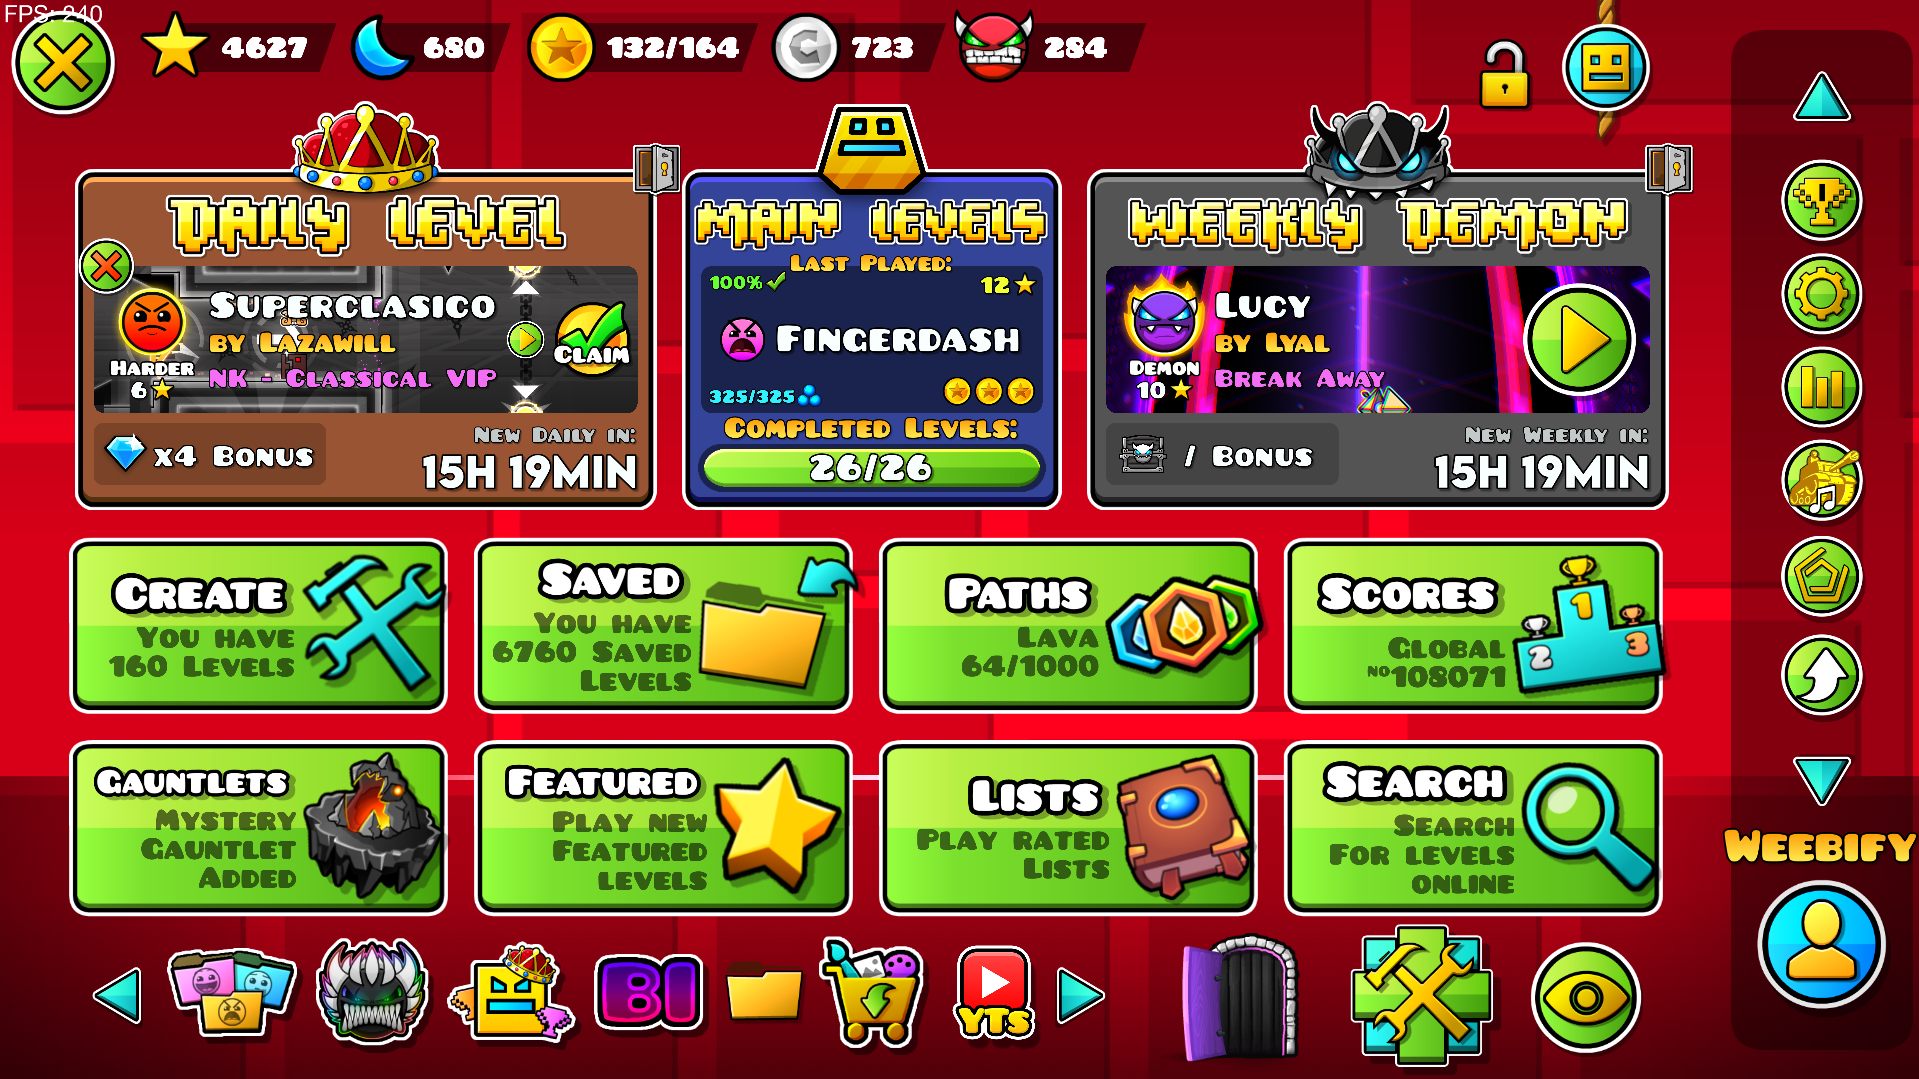 FPS: 240
4627
680
132/164
723
284
DAILY LEVEL
SUPERCLASICO
BY LAZAWILL
NK - CLASSICAL VIP
HARDER
6
CLAIM
x4 BONUS
NEW DAILY IN:
15H 19MIN
MAIN LEVELS
LAST PLAYED:
100%
12
FINGERDASH
325/325
COMPLETED LEVELS:
26/26
WEEKLY DEMON
LUCY
BY LYAL
BREAK AWAY
DEMON
10
/ BONUS
NEW WEEKLY IN:
15H 19MIN
CREATE
YOU HAVE
160 LEVELS
SAVED
YOU HAVE
6760 SAVED
LEVELS
PATHS
LAVA
64/1000
SCORES
GLOBAL
Nº108071
1
2
3
GAUNTLETS
MYSTERY
GAUNTLET
ADDED
FEATURED
PLAY NEW
FEATURED
LEVELS
LISTS
PLAY RATED
LISTS
SEARCH
SEARCH
FOR LEVELS
ONLINE
WEEBIFY
BI
YTS